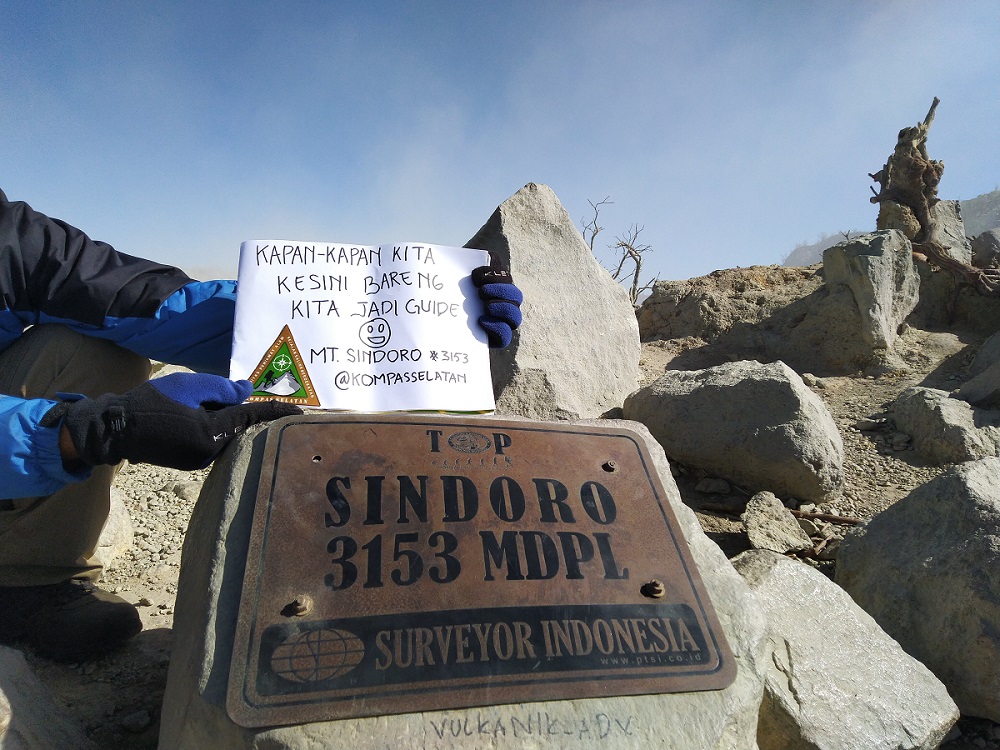 KAPAN-KAPAN KITA
KESINI BARENG
KITA JADI GUIDE
MT. SINDORO *3153
@KOMPASSELATAN
TOP
SINDORO
3153 MDPL
SURVEYOR INDONESIA
www.ptsi.co.id
VULKANIK-ADV